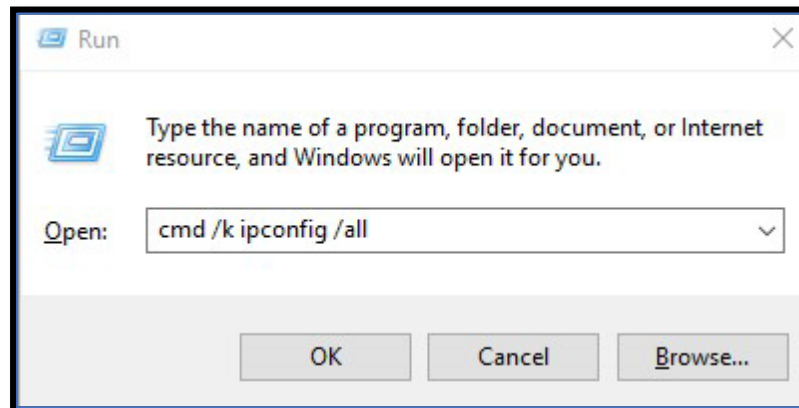 Run
Type the name of a program, folder, document, or Internet
resource, and Windows will open it for you.
Open: cmd /k ipconfig /all
OK Cancel Browse...